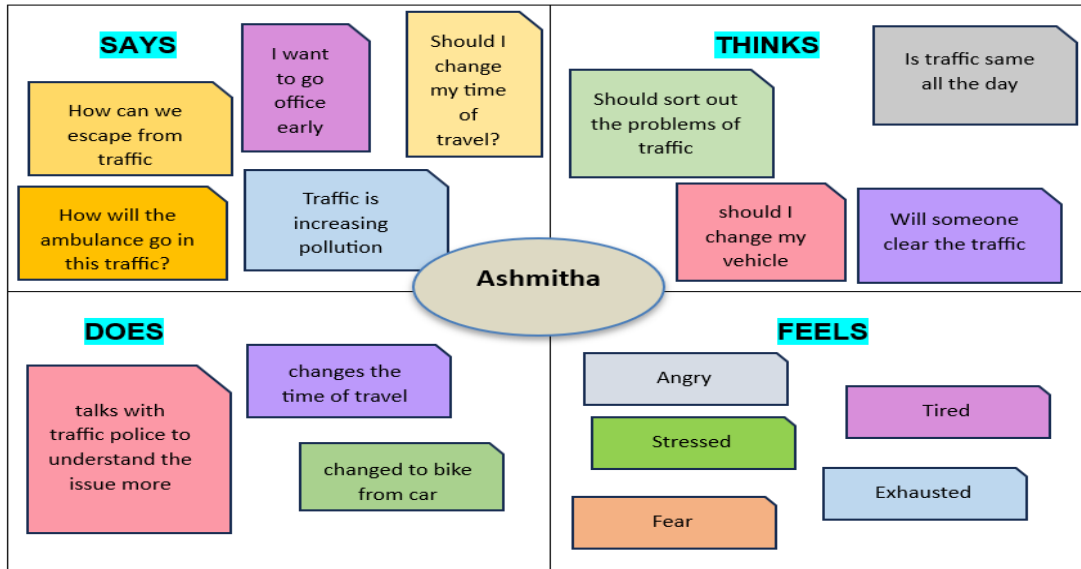 SAYS
How can we
escape from
traffic
I want
to go
office
early
Should I
change
my time
of
travel?
How will the
ambulance go in
this traffic?
Traffic is
increasing
pollution
THINKS
Should sort out
the problems of
traffic
Is traffic same
all the day
should I
change my
vehicle
Will someone
clear the traffic
Ashmitha
DOES
talks with
traffic police to
understand the
issue more
changes the
time of travel
changed to bike
from car
FEELS
Angry
Stressed
Fear
Tired
Exhausted